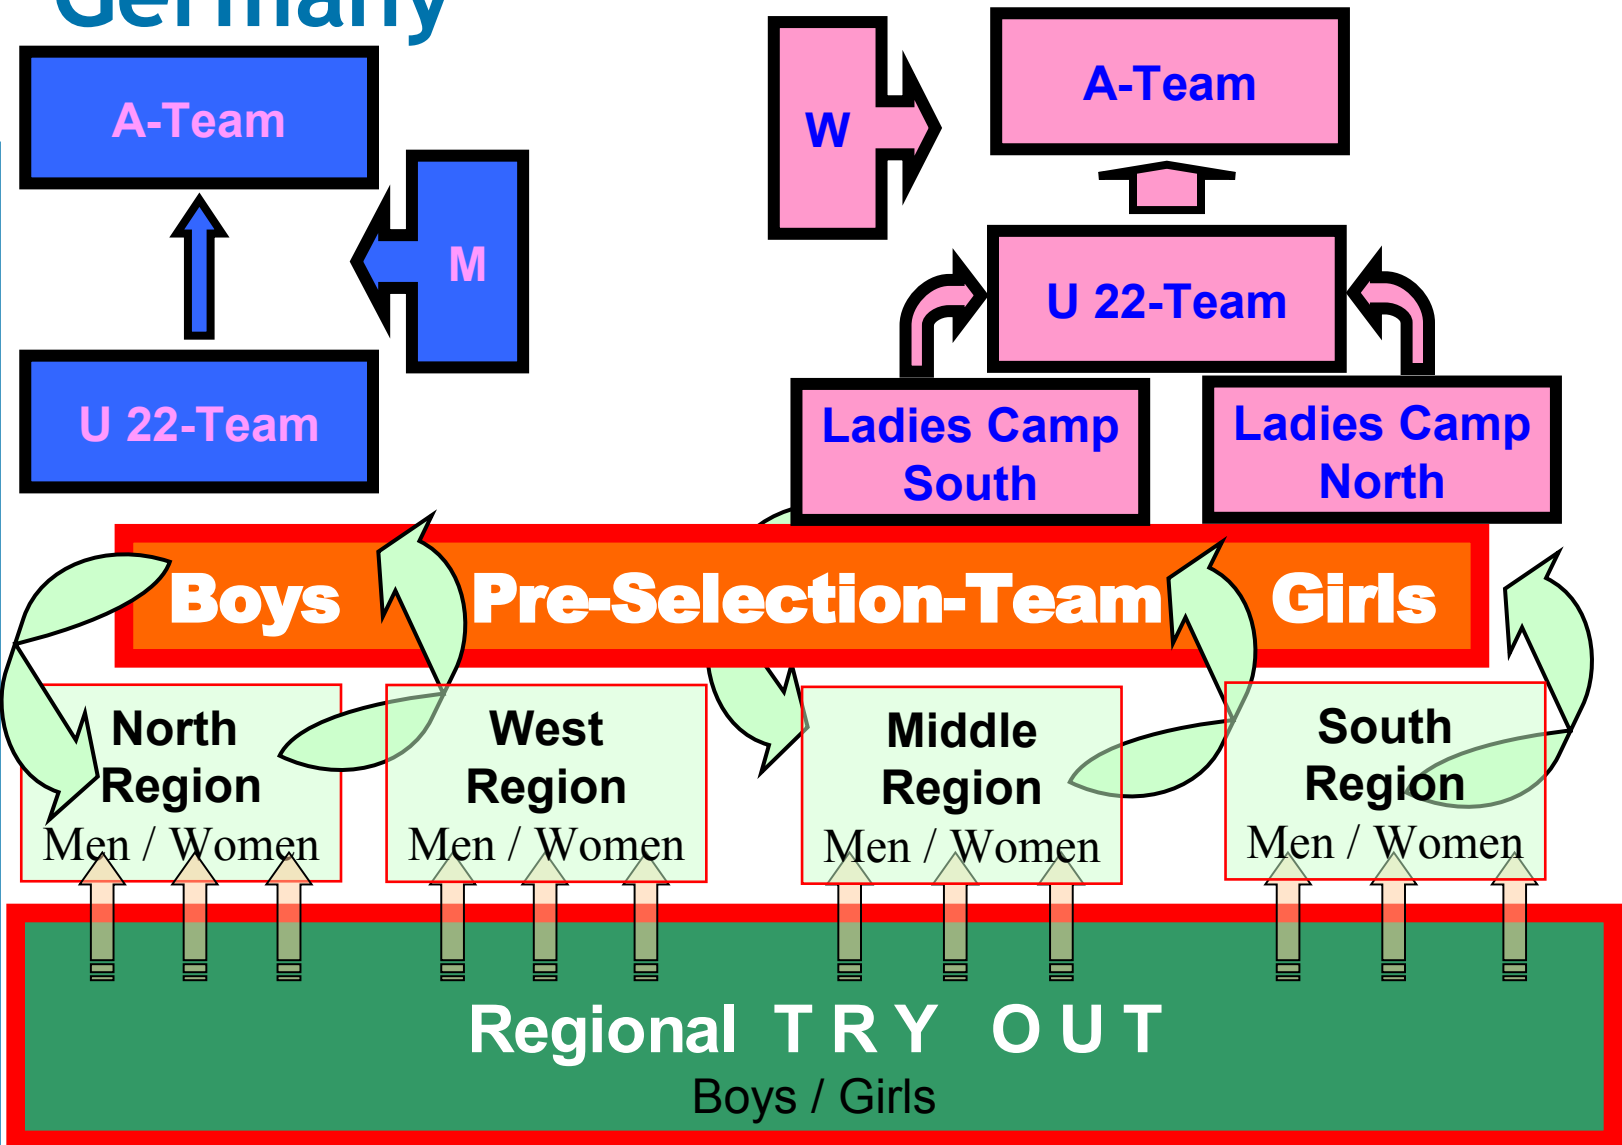 Germany
A-Team
M
U 22-Team
W
A-Team
U 22-Team
Ladies Camp
South
Ladies Camp
North
Boys Pre-Selection-Team Girls
North
Region
Men / Women
West
Region
Men / Women
Middle
Region
Men / Women
South
Region
Men / Women
Regional T R Y O U T
Boys / Girls